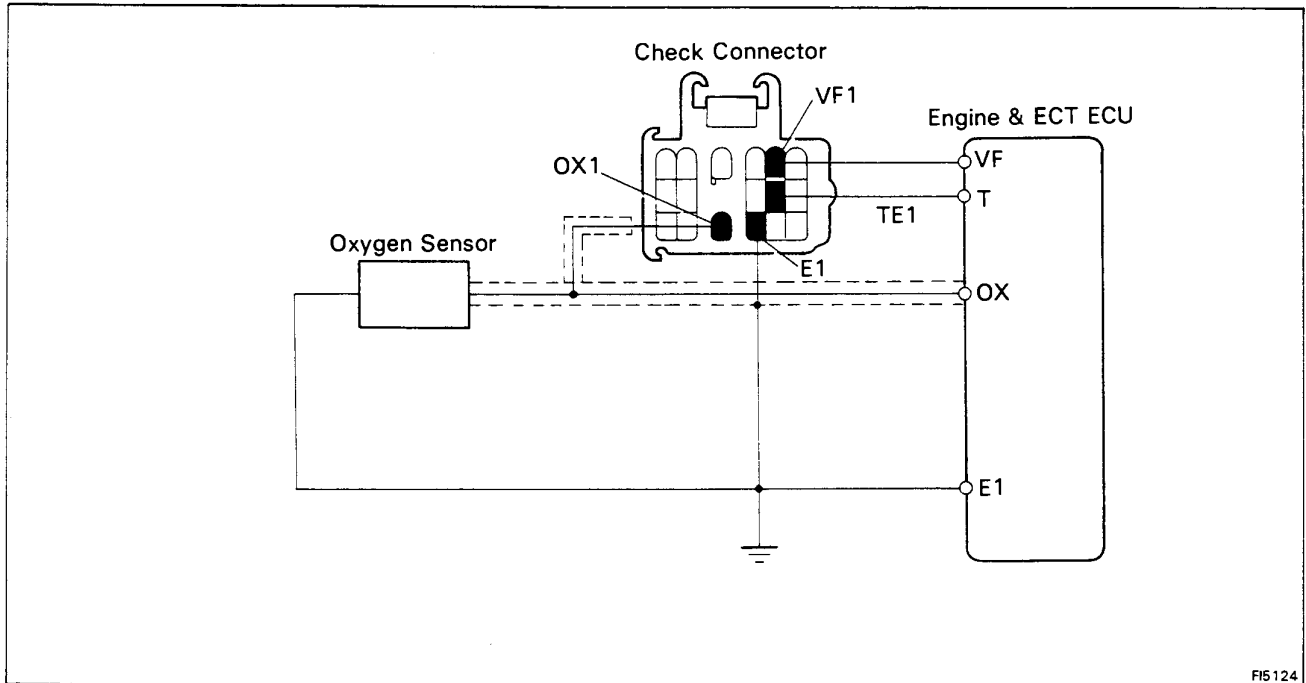 Check Connector
VF1
Engine & ECT ECU
OX1
VF
T
TE1
Oxygen Sensor
E1
OX
E1
FI5124